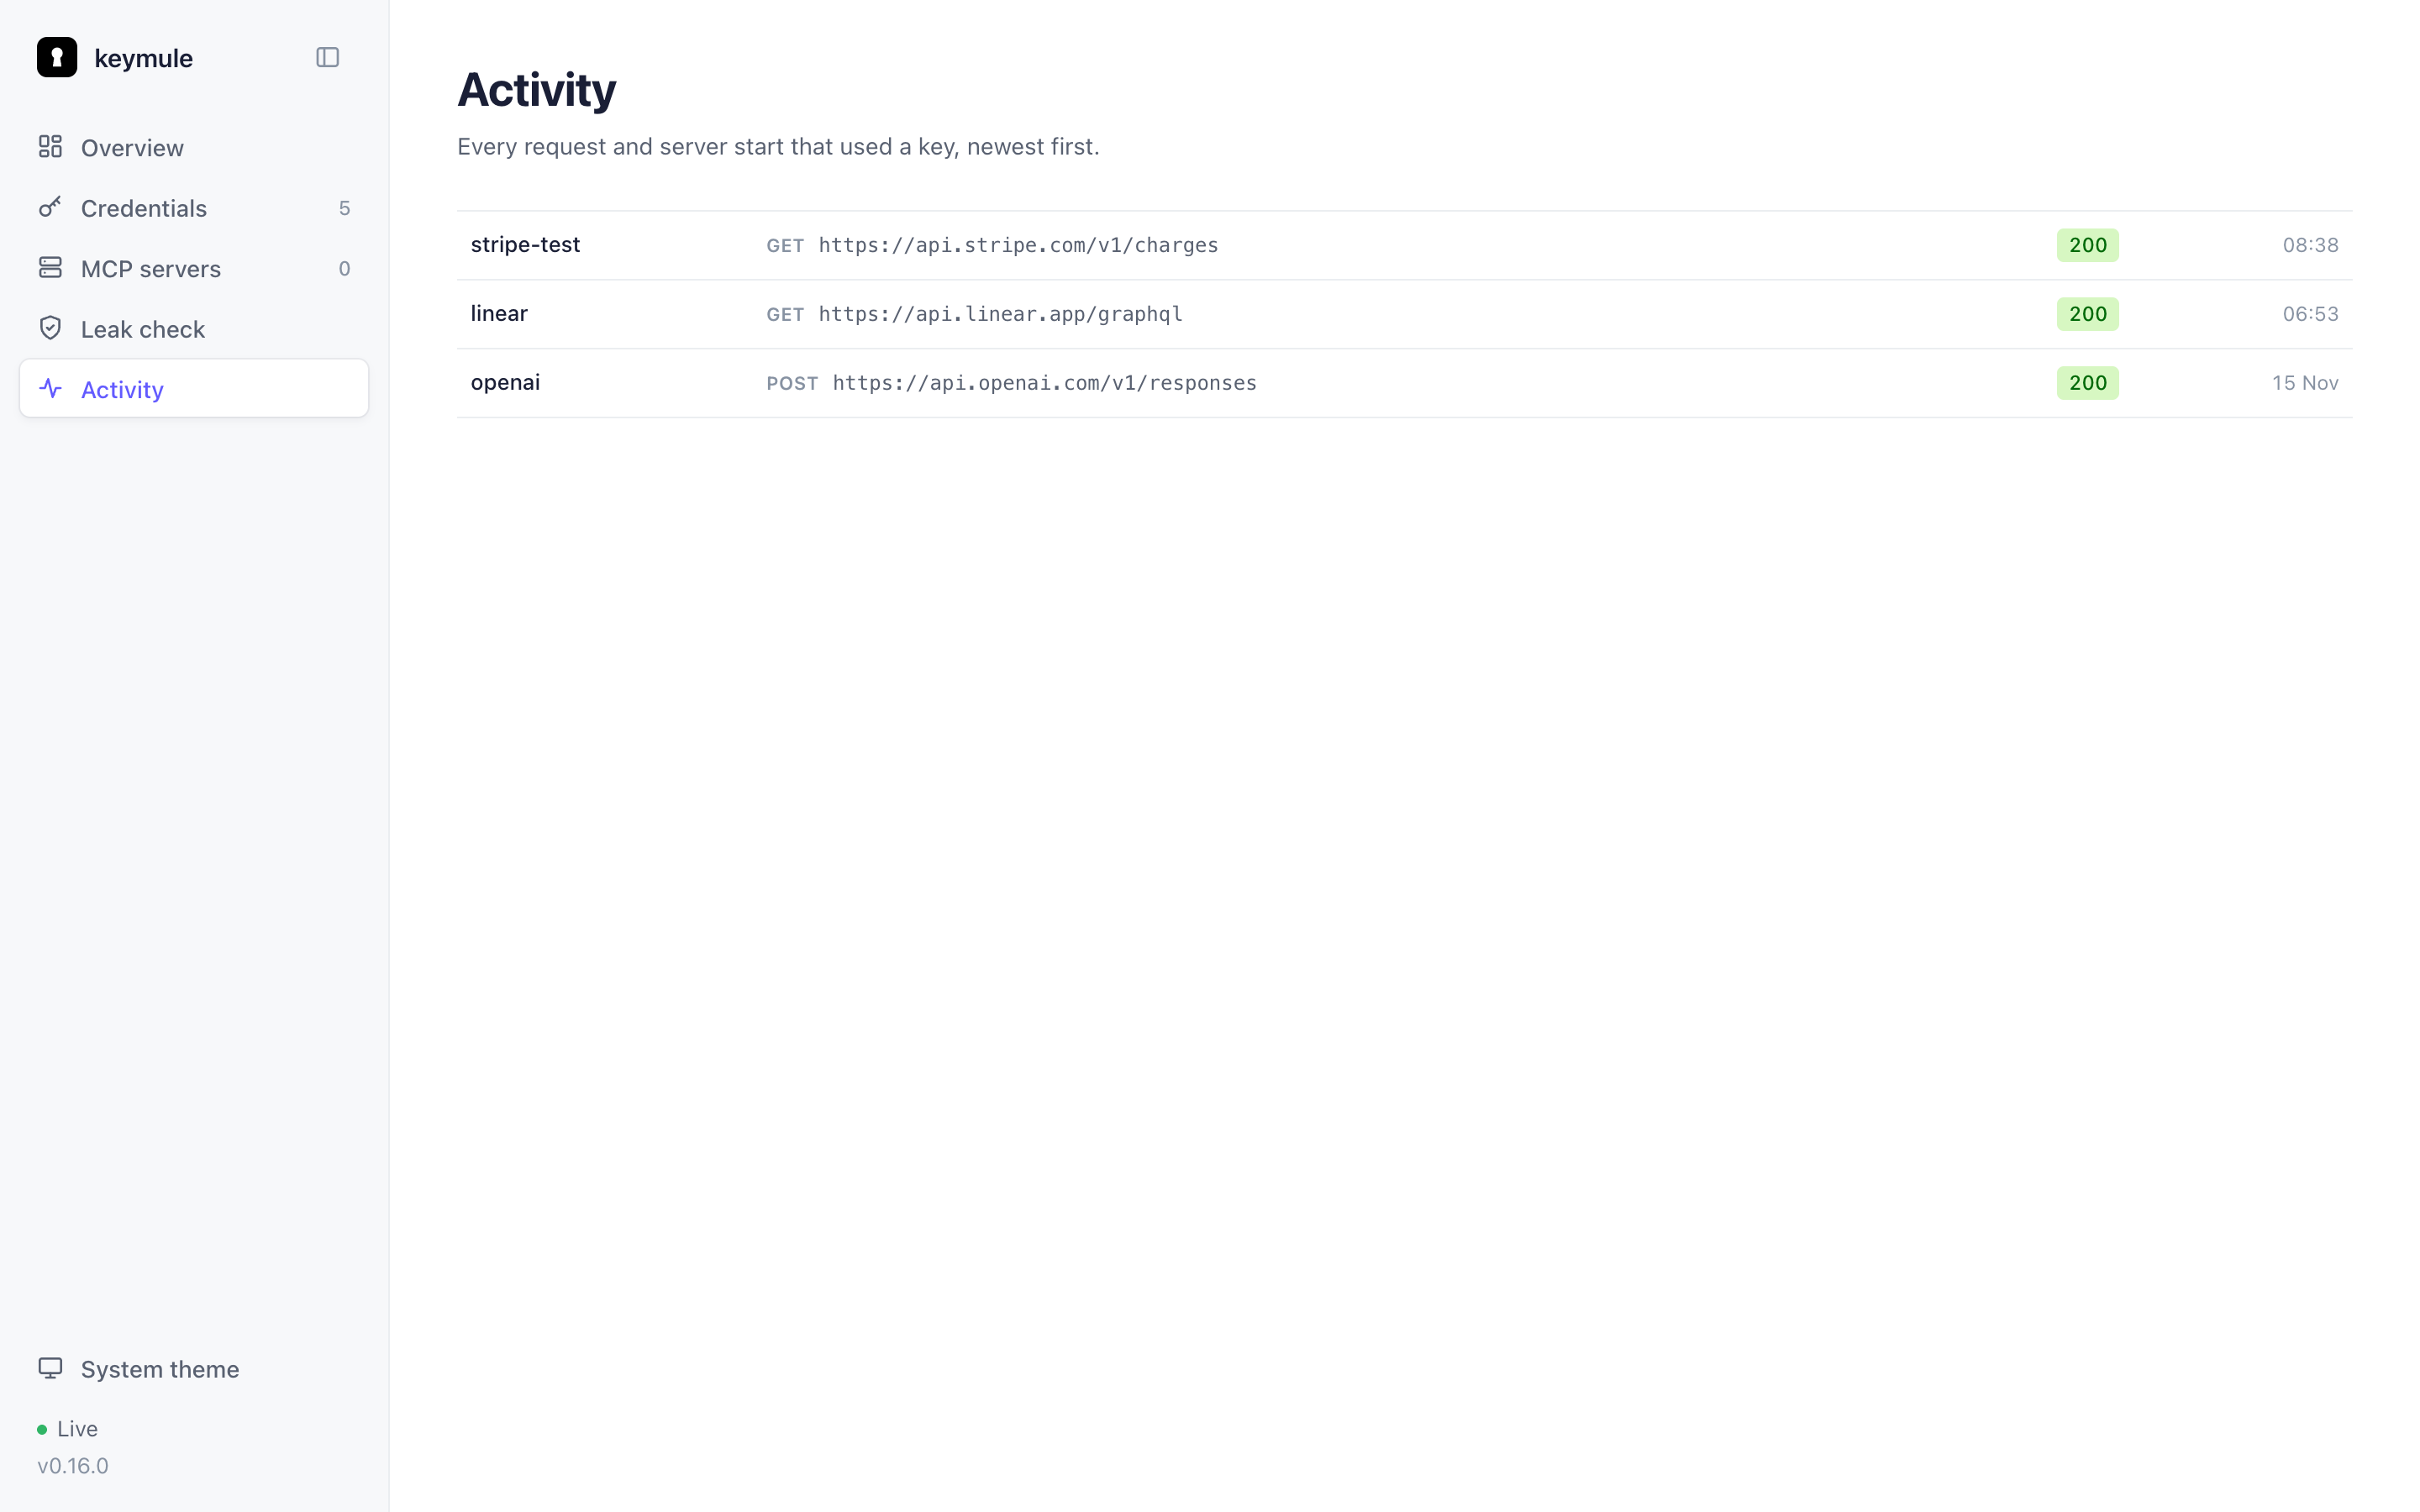 keymule
Overview
Credentials 5
MCP servers 0
Leak check
Activity
System theme
Live
v0.16.0
Activity
Every request and server start that used a key, newest first.
stripe-test GET https://api.stripe.com/v1/charges 200 08:38
linear GET https://api.linear.app/graphql 200 06:53
openai POST https://api.openai.com/v1/responses 200 15 Nov